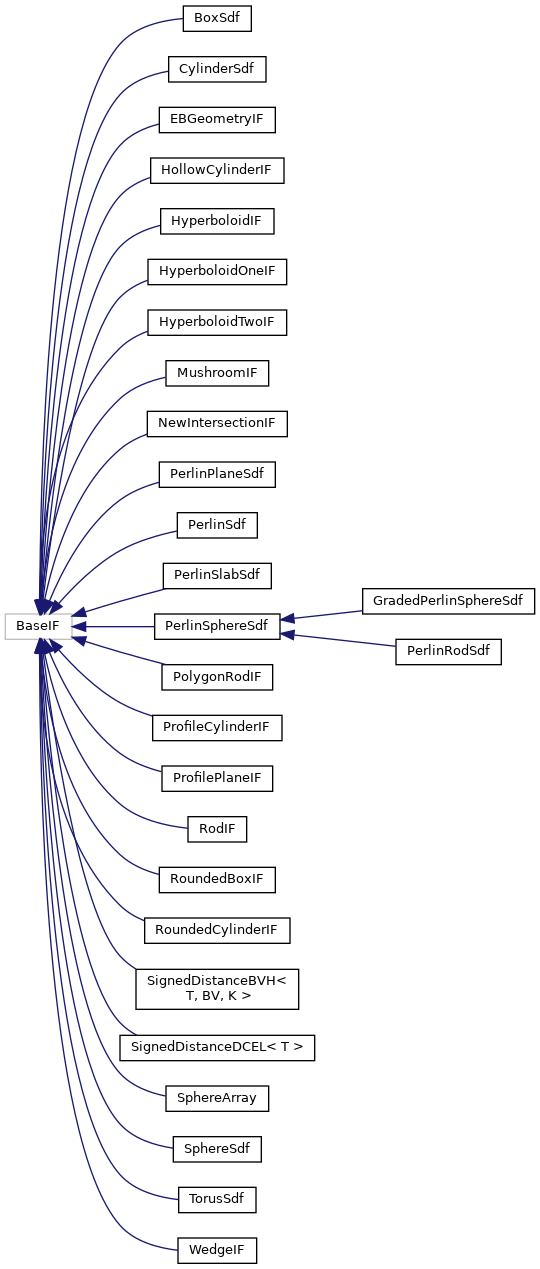 BoxSdf
CylinderSdf
EBGeometryIF
HollowCylinderIF
HyperboloidIF
HyperboloidOneIF
HyperboloidTwoIF
MushroomIF
NewIntersectionIF
PerlinPlaneSdf
PerlinSdf
PerlinSlabSdf
BaseIF
PerlinSphereSdf
GradedPerlinSphereSdf
PerlinRodSdf
PolygonRodIF
ProfileCylinderIF
ProfilePlaneIF
RodIF
RoundedBoxIF
RoundedCylinderIF
SignedDistanceBVH<
T, BV, K >
SignedDistanceDCEL< T >
SphereArray
SphereSdf
TorusSdf
WedgeIF